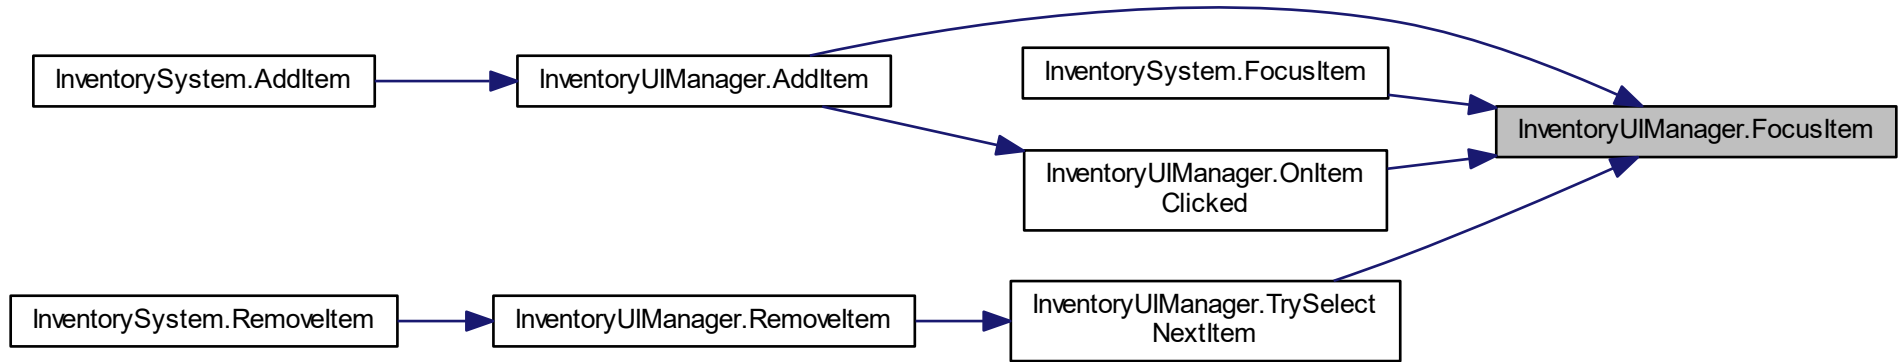 InventorySystem.AddItem
InventoryUIManager.AddItem
InventorySystem.FocusItem
InventoryUIManager.FocusItem
InventoryUIManager.OnItem
Clicked
InventorySystem.RemoveItem
InventoryUIManager.RemoveItem
InventoryUIManager.TrySelect
NextItem